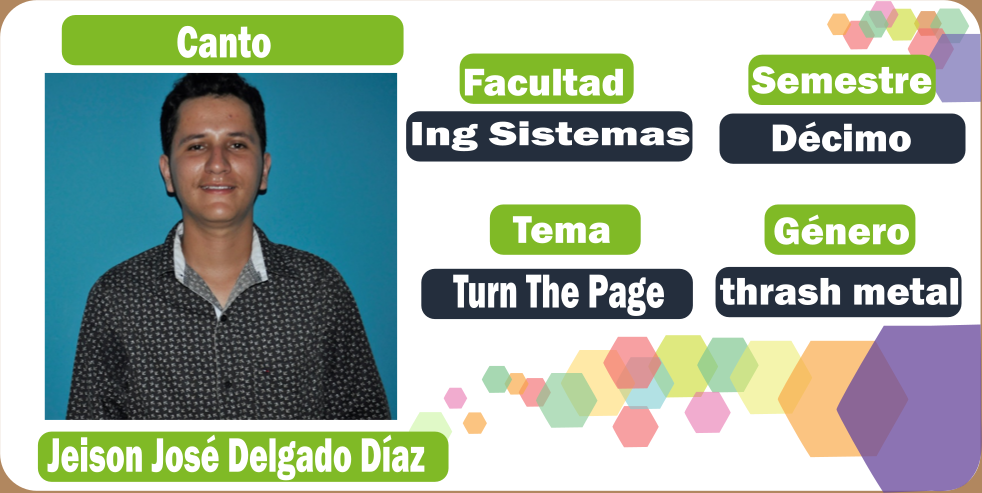 Canto
Facultad
Semestre
Ing Sistemas
Décimo
Tema
Género
Turn The Page
thrash metal
Jeison José Delgado Díaz